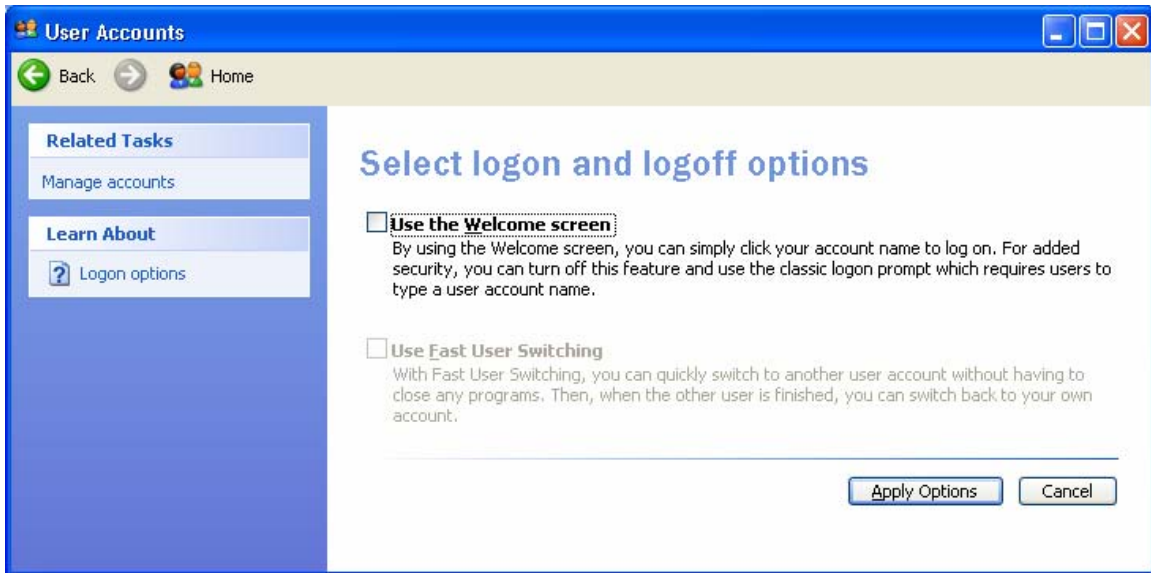 User Accounts
Back Home
Related Tasks
Manage accounts
Learn About
Logon options
Select logon and logoff options
Use the Welcome screen
By using the Welcome screen, you can simply click your account name to log on. For added
security, you can turn off this feature and use the classic logon prompt which requires users to
type a user account name.
Use Fast User Switching
With Fast User Switching, you can quickly switch to another user account without having to
close any programs. Then, when the other user is finished, you can switch back to your own
account.
Apply Options Cancel